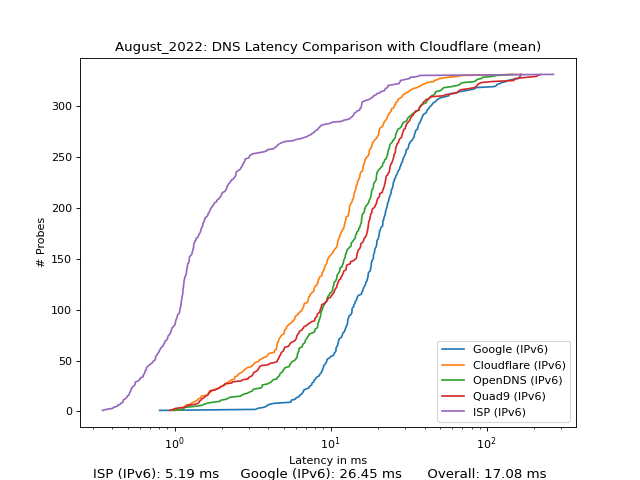 August_2022: DNS Latency Comparison with Cloudflare (mean)
# Probes
300
250
200
150
100
50
0
Google (IPv6)
Cloudflare (IPv6)
OpenDNS (IPv6)
Quad9 (IPv6)
ISP (IPv6)
10⁰ 10¹ 10²
Latency in ms
ISP (IPv6): 5.19 ms Google (IPv6): 26.45 ms Overall: 17.08 ms